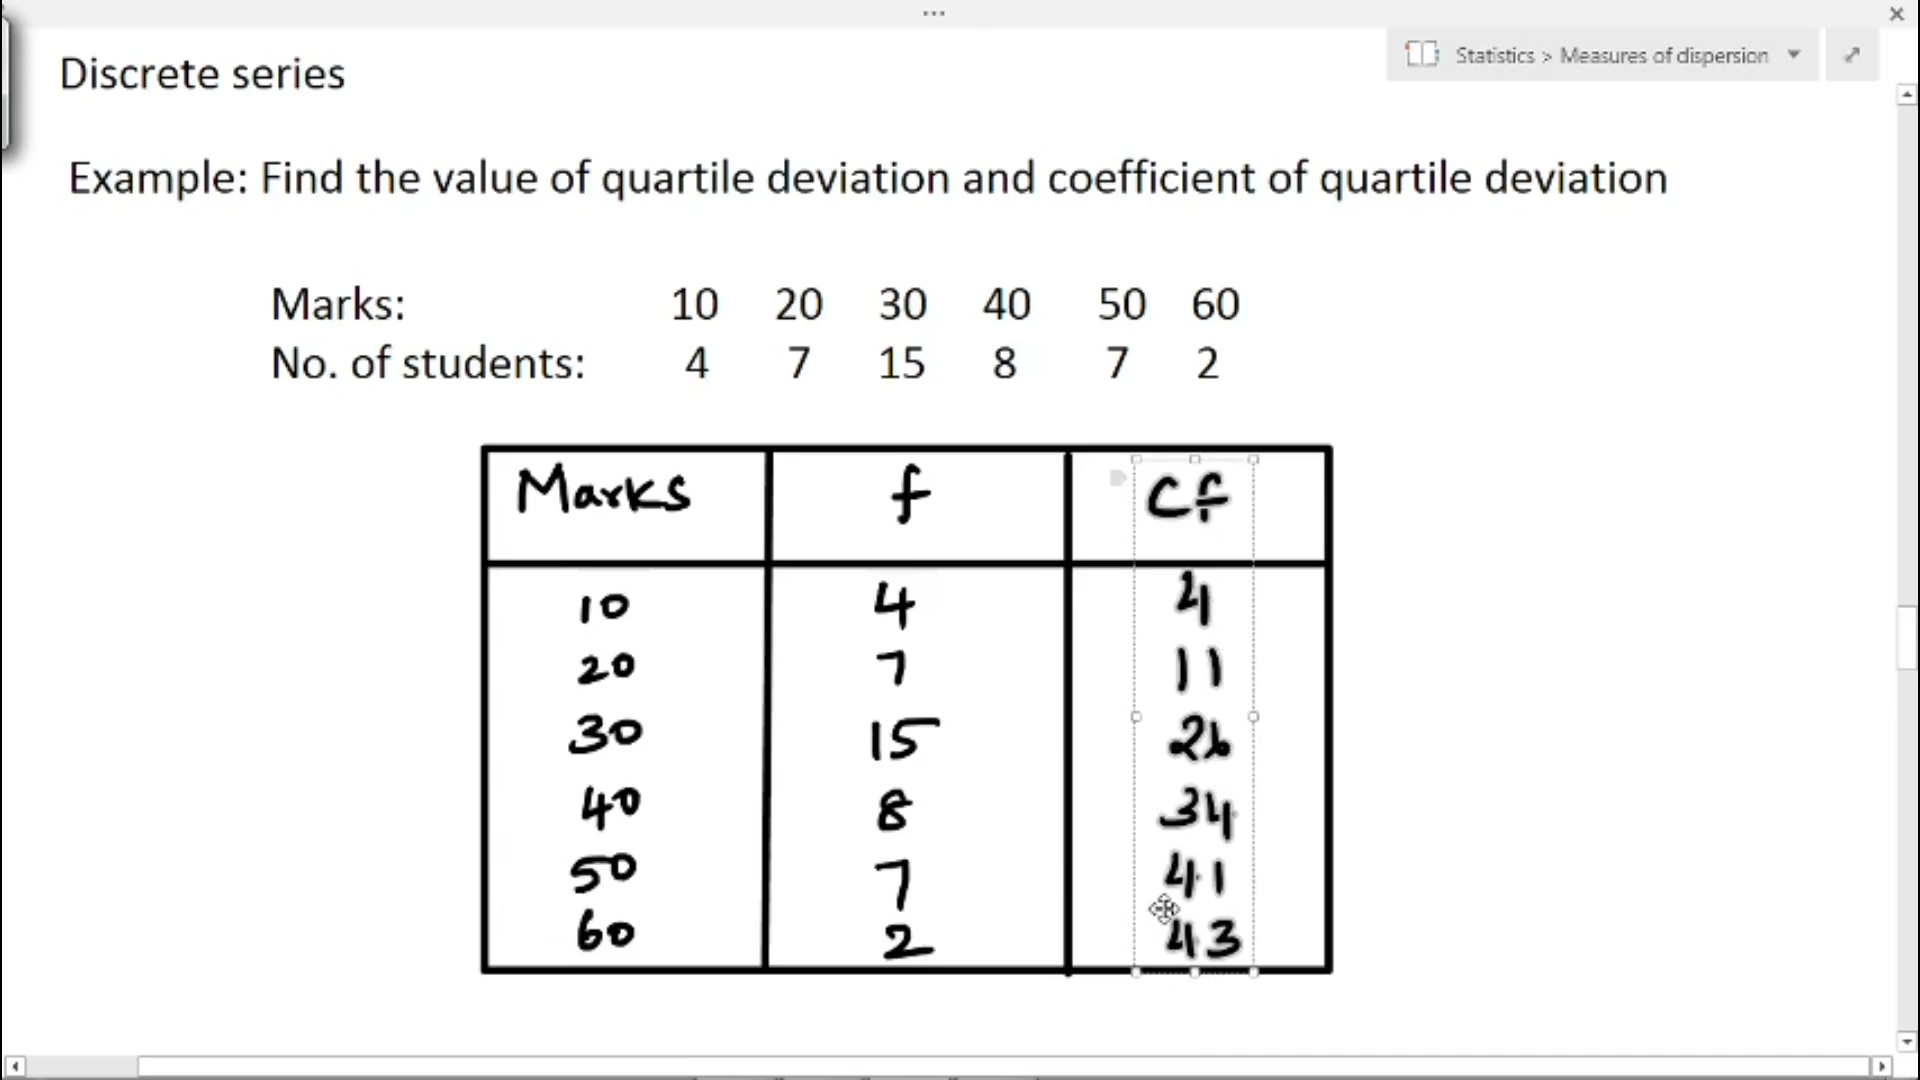 Statistics > Measures of dispersion
Discrete series
Example: Find the value of quartile deviation and coefficient of quartile deviation
Marks: 10 20 30 40 50 60
No. of students: 4 7 15 8 7 2
Marks f Cf
10 4 4
20 7 11
30 15 26
40 8 34
50 7 41
60 2 43